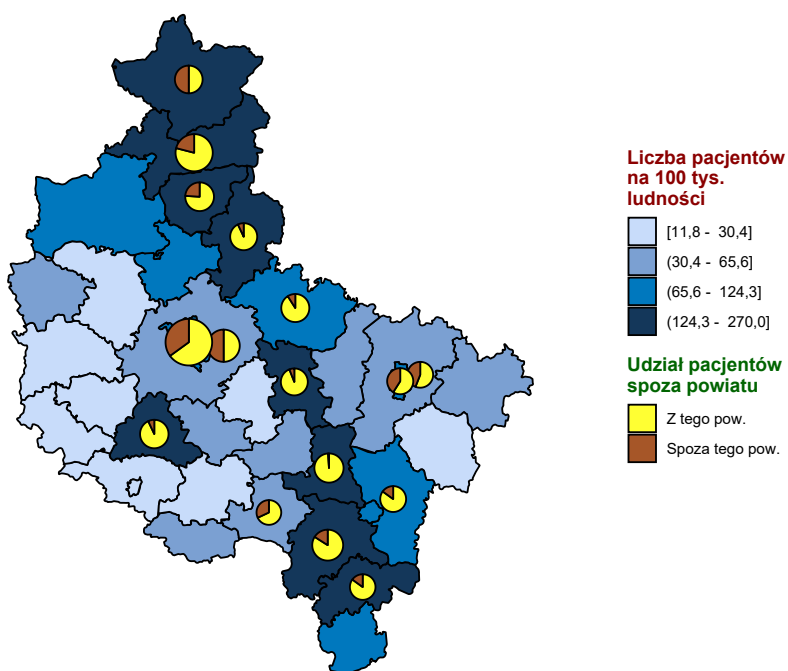 Liczba pacjentów
na 100 tys.
ludności
[11,8 - 30,4]
(30,4 - 65,6]
(65,6 - 124,3]
(124,3 - 270,0]
Udział pacjentów
spoza powiatu
Z tego pow.
Spoza tego pow.